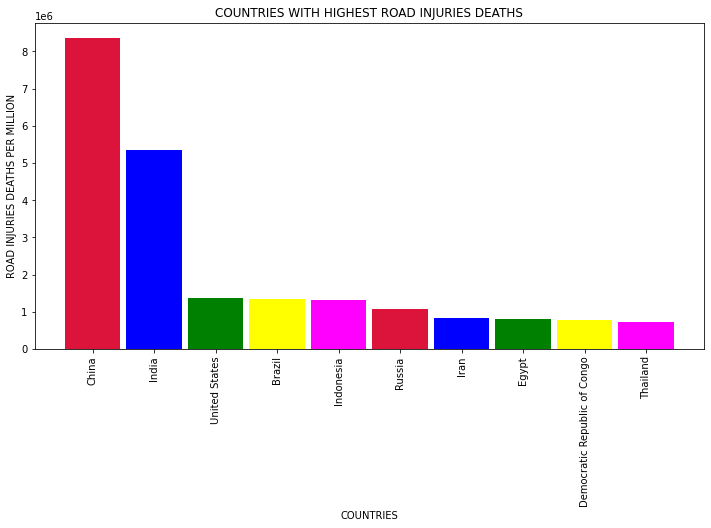 COUNTRIES WITH HIGHEST ROAD INJURIES DEATHS
1e6
8
7
6
5
4
3
2
1
0
ROAD INJURIES DEATHS PER MILLION
China
India
United States
Brazil
Indonesia
Russia
Iran
Egypt
Democratic Republic of Congo
Thailand
COUNTRIES